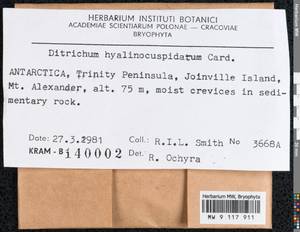 HERBARIUM INSTITUTI BOTANICI
ACADEMIAE SCIENTIARUM POLONAE – CRACOVIAE
BRYOPHYTA
Ditrichum hyalinocuspidatum Card.
ANTARCTICA, Trinity Peninsula, Joinville Island,
Mt. Alexander, alt. 75 m, moist crevices in sedi-
mentary rock.
Date 27.3.1981 Coll.: R.I.L. Smith No 3668A
KRAM-B 140002 Det. R. Ochyra
Herbarium MW, Bryophyta
MW 9 117 911